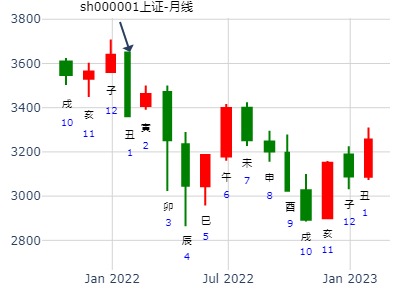 sh000001上证-月线
3800
3600
3400
3200
3000
2800
戌
10
亥
11
子
12
丑
1
寅
2
卯
3
辰
4
巳
5
午
6
未
7
申
8
酉
9
戌
10
亥
11
子
12
丑
1
Jan 2022
Jul 2022
Jan 2023